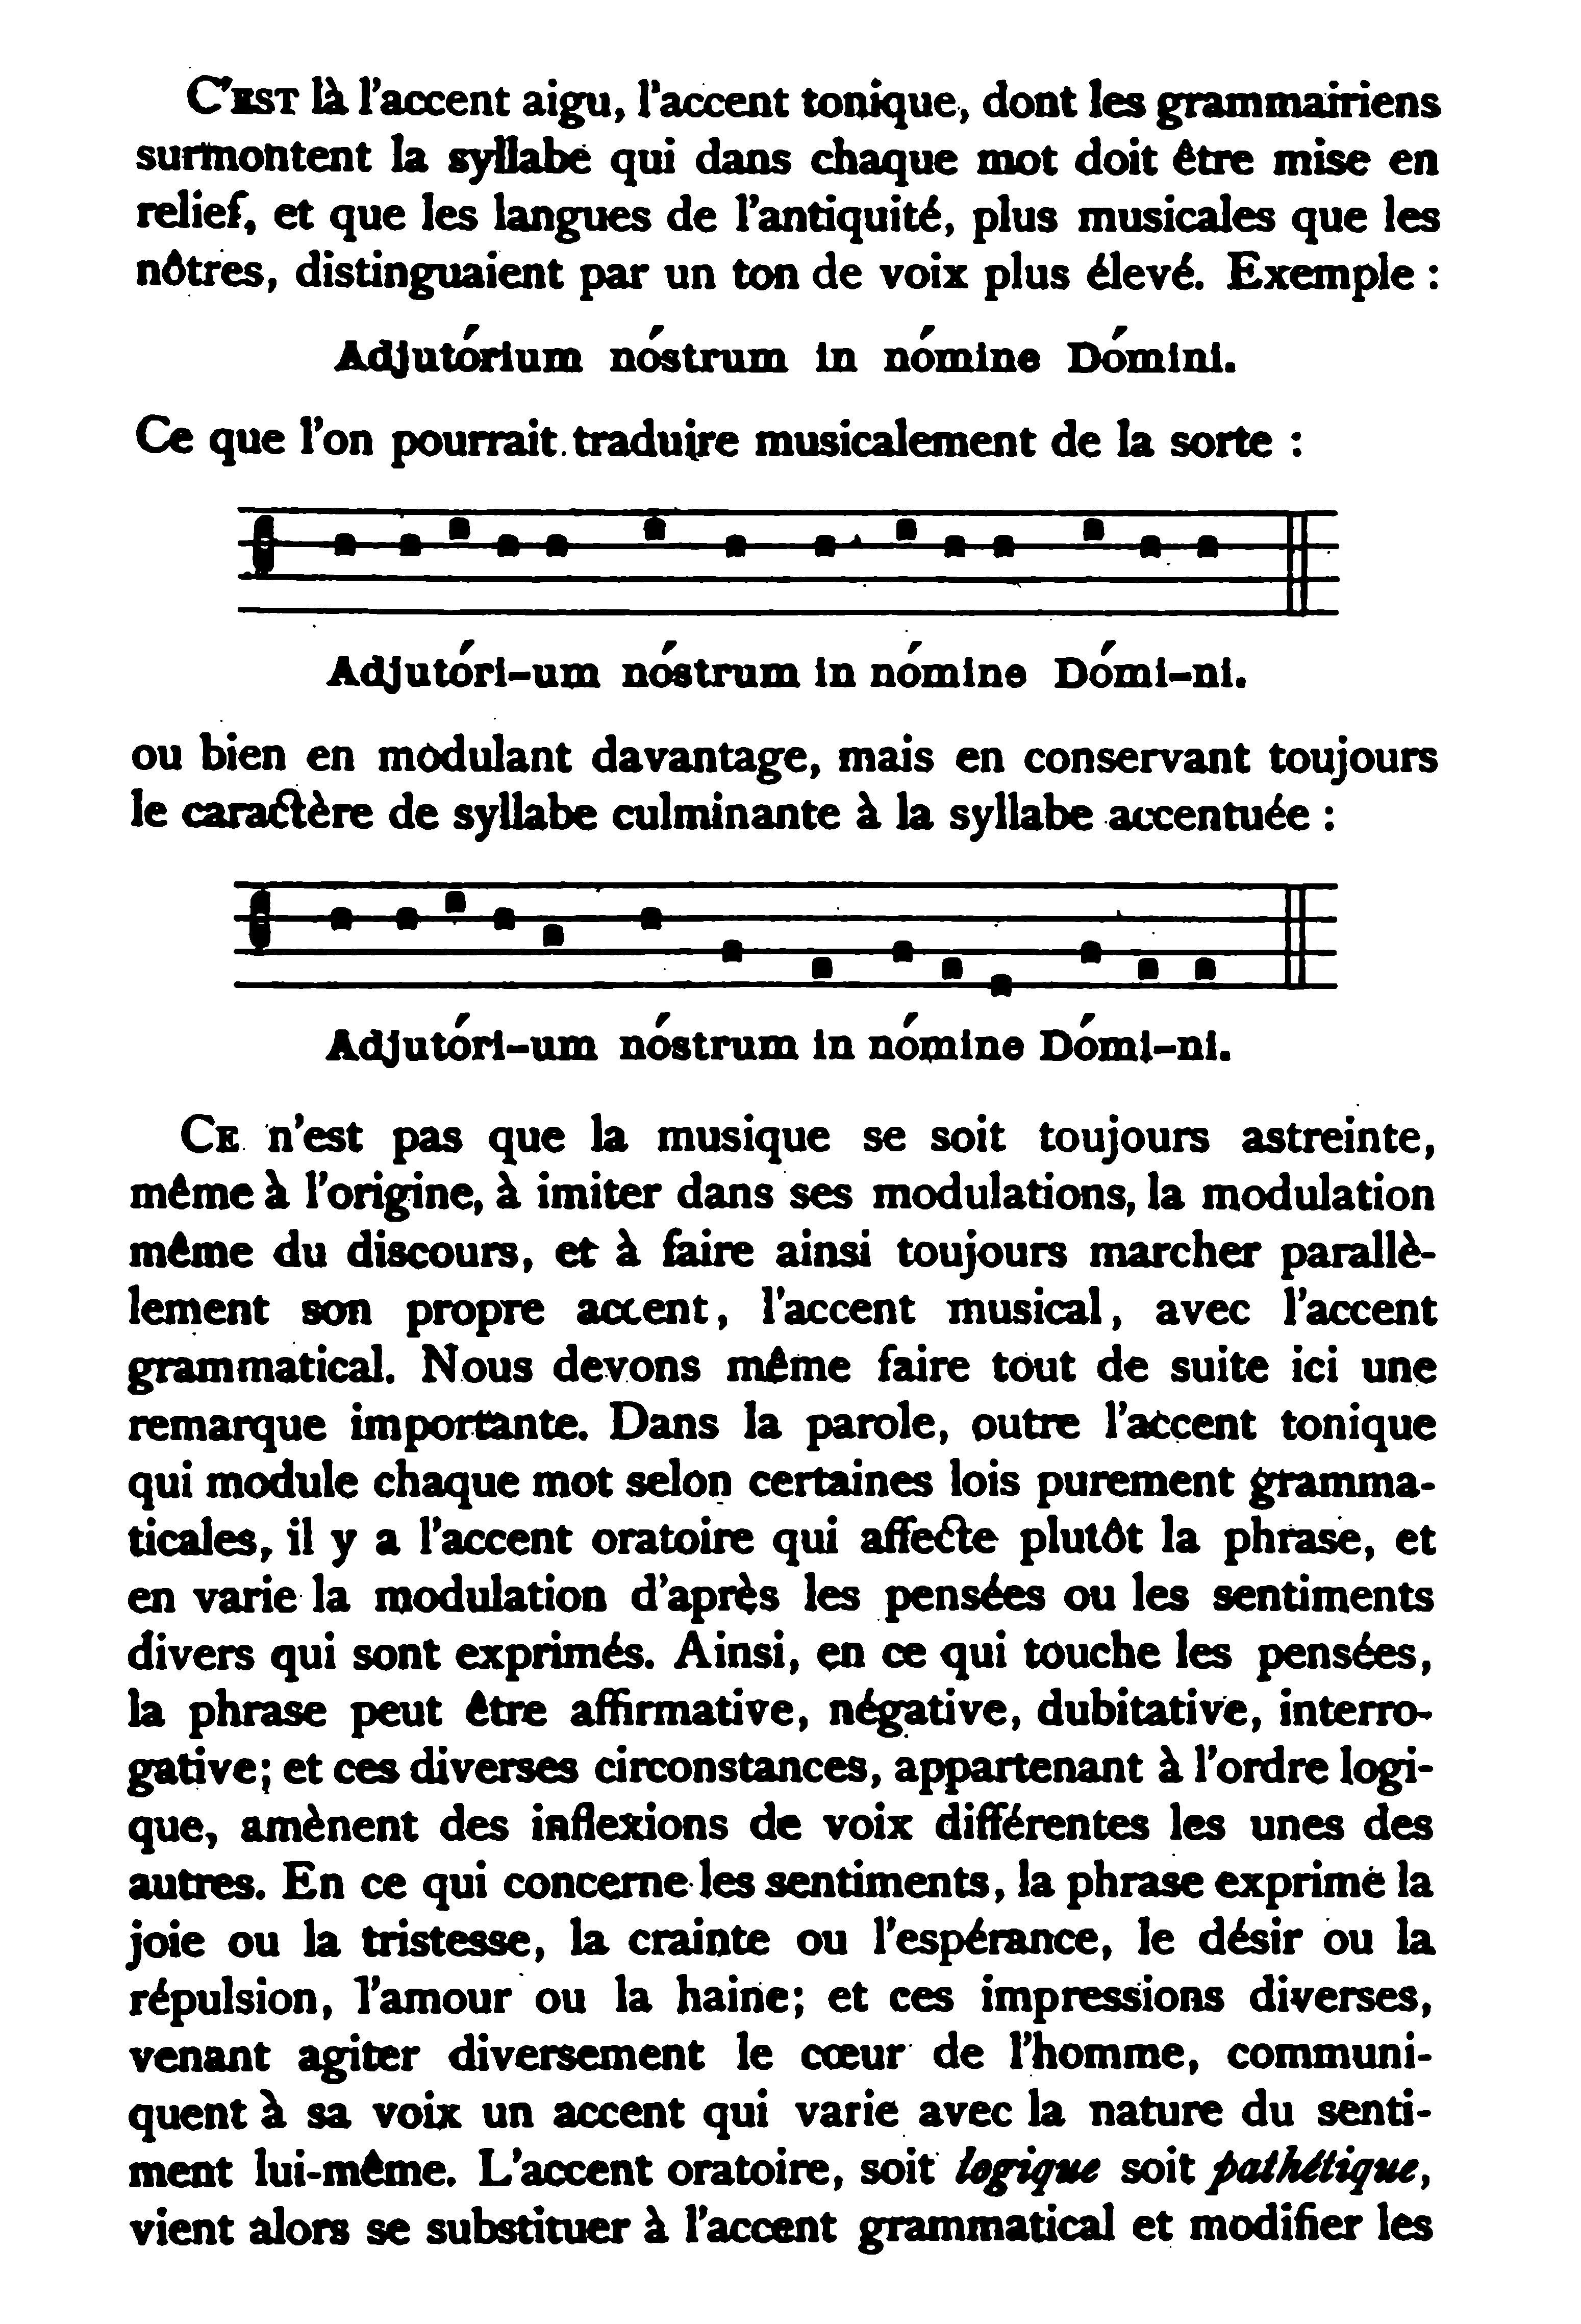 C'EST là l'accent aigu, l'accent tonique, dont les grammairiens
surmontent la syllabe qui dans chaque mot doit être mise en
relief, et que les langues de l'antiquité, plus musicales que les
nôtres, distinguaient par un ton de voix plus élevé. Exemple :
Adjutórium nóstrum in nómine Dómini.
Ce que l'on pourrait traduire musicalement de la sorte :
Adjutóri-um nóstrum in nómine Dómi-ni.
ou bien en modulant davantage, mais en conservant toujours
le caractère de syllabe culminante à la syllabe accentuée :
Adjutóri-um nóstrum in nómine Dómi-ni.
CE n'est pas que la musique se soit toujours astreinte,
même à l'origine, à imiter dans ses modulations, la modulation
même du discours, et à faire ainsi toujours marcher parallè-
lement son propre accent, l'accent musical, avec l'accent
grammatical. Nous devons même faire tout de suite ici une
remarque importante. Dans la parole, outre l'accent tonique
qui module chaque mot selon certaines lois purement gramma-
ticales, il y a l'accent oratoire qui affecte plutôt la phrase, et
en varie la modulation d'après les pensées ou les sentiments
divers qui sont exprimés. Ainsi, en ce qui touche les pensées,
la phrase peut être affirmative, négative, dubitative, interro-
gative; et ces diverses circonstances, appartenant à l'ordre logi-
que, amènent des inflexions de voix différentes les unes des
autres. En ce qui concerne les sentiments, la phrase exprime la
joie ou la tristesse, la crainte ou l'espérance, le désir ou la
répulsion, l'amour ou la haine; et ces impressions diverses,
venant agiter diversement le cœur de l'homme, communi-
quent à sa voix un accent qui varie avec la nature du senti-
ment lui-même. L'accent oratoire, soit logique soit pathétique,
vient alors se substituer à l'accent grammatical et modifier les